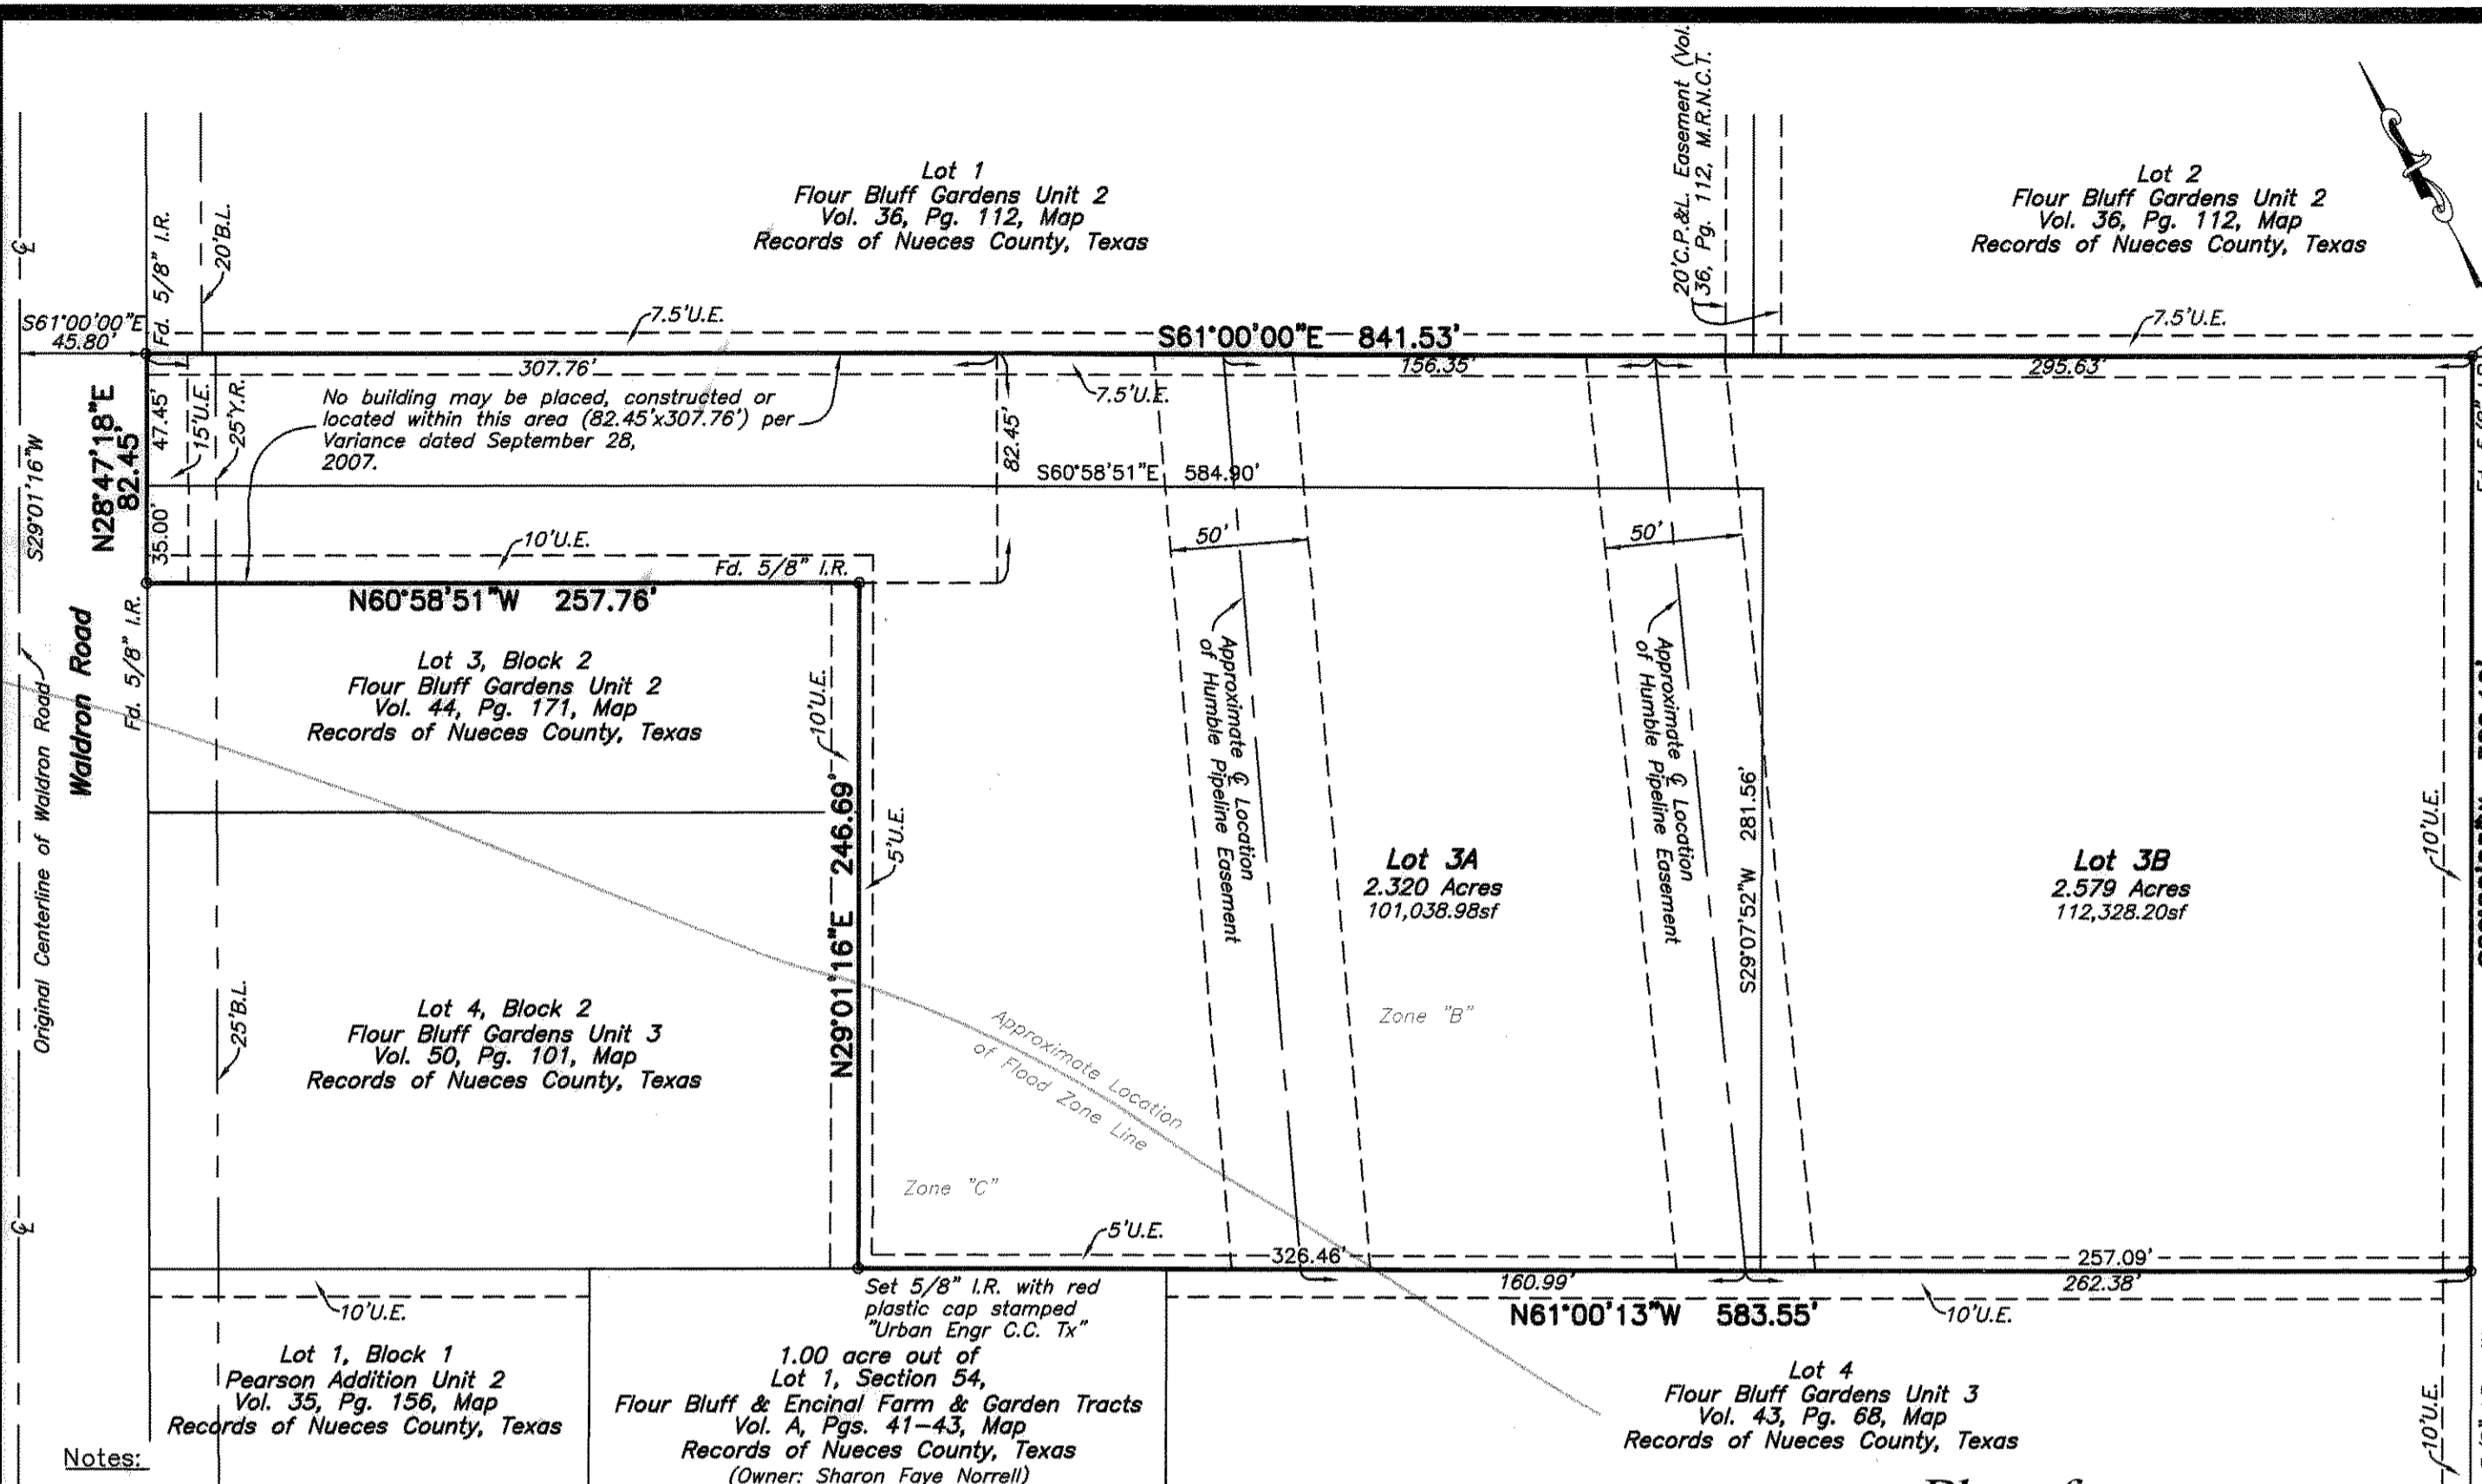 Lot 1
Flour Bluff Gardens Unit 2
Vol. 36, Pg. 112, Map
Records of Nueces County, Texas
20'C.P.&L. Easement (Vol.
36, Pg. 112, M.R.N.C.T.
Lot 2
Flour Bluff Gardens Unit 2
Vol. 36, Pg. 112, Map
Records of Nueces County, Texas
Fd. 5/8" I.R.
20'B.L.
S61°00'00"E
45.80'
7.5'U.E.
S61°00'00"E 841.53'
7.5'U.E.
307.76'
156.35'
295.63'
7.5'U.E.
N28°47'18"E
82.45'
47.45'
15'U.E.
25'Y.R.
No building may be placed, constructed or
located within this area (82.45'x307.76') per
Variance dated September 28,
2007.
82.45'
S60°58'51"E 584.90'
S29°01'16"W
35.00'
10'U.E.
50'
50'
Fd. 5/8" I.R.
N60°58'51"W 257.76'
Waldron Road
Fd. 5/8" I.R.
Original Centerline of Waldron Road
Lot 3, Block 2
Flour Bluff Gardens Unit 2
Vol. 44, Pg. 171, Map
Records of Nueces County, Texas
10'U.E.
N29°01'16"E 246.69'
5'U.E.
Approximate ℄ Location
of Humble Pipeline Easement
Approximate ℄ Location
of Humble Pipeline Easement
S29°07'52"W 281.56'
Lot 3A
2.320 Acres
101,038.98sf
Lot 3B
2.579 Acres
112,328.20sf
10'U.E.
25'B.L.
Lot 4, Block 2
Flour Bluff Gardens Unit 3
Vol. 50, Pg. 101, Map
Records of Nueces County, Texas
Approximate Location
of Flood Zone Line
Zone "B"
Zone "C"
5'U.E.
326.46'
257.09'
160.99'
262.38'
N61°00'13"W 583.55'
10'U.E.
Set 5/8" I.R. with red
plastic cap stamped
"Urban Engr C.C. Tx"
10'U.E.
Lot 1, Block 1
Pearson Addition Unit 2
Vol. 35, Pg. 156, Map
Records of Nueces County, Texas
1.00 acre out of
Lot 1, Section 54,
Flour Bluff & Encinal Farm & Garden Tracts
Vol. A, Pgs. 41-43, Map
Records of Nueces County, Texas
(Owner: Sharon Faye Norrell)
Lot 4
Flour Bluff Gardens Unit 3
Vol. 43, Pg. 68, Map
Records of Nueces County, Texas
10'U.E.
Notes: